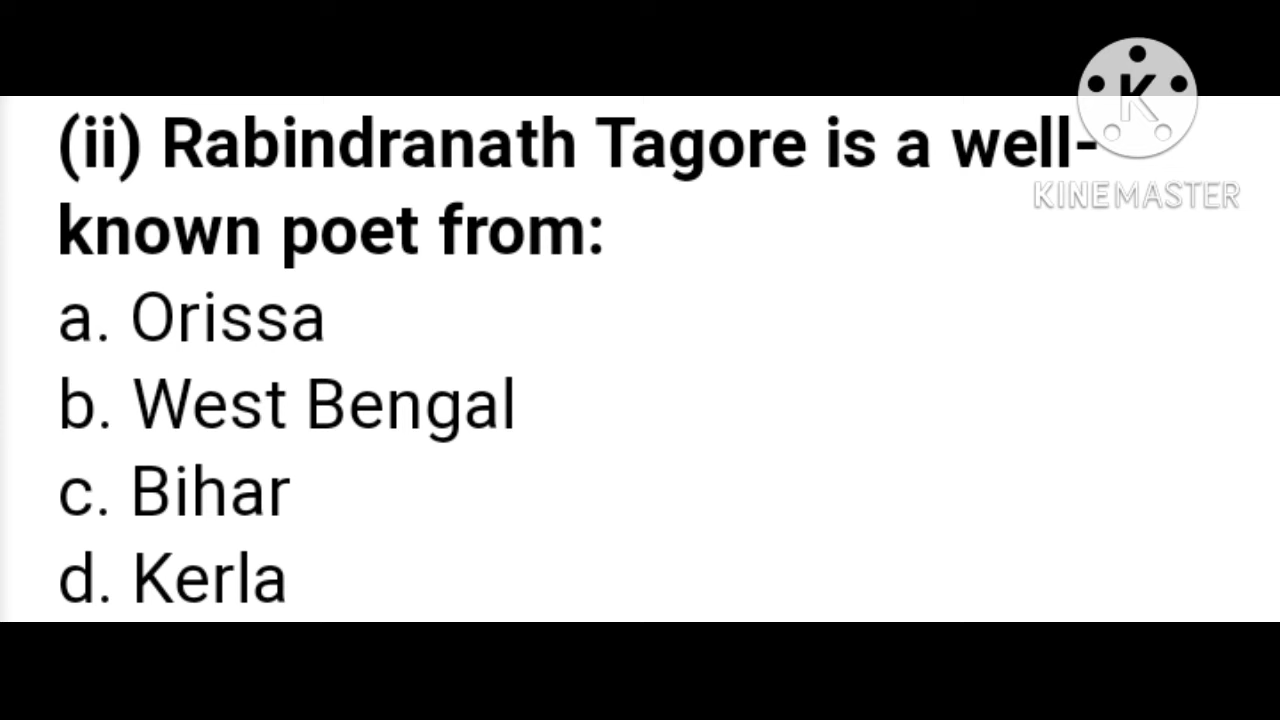 (ii) Rabindranath Tagore is a well-
known poet from:
a. Orissa
b. West Bengal
c. Bihar
d. Kerla
K
KINEMASTER